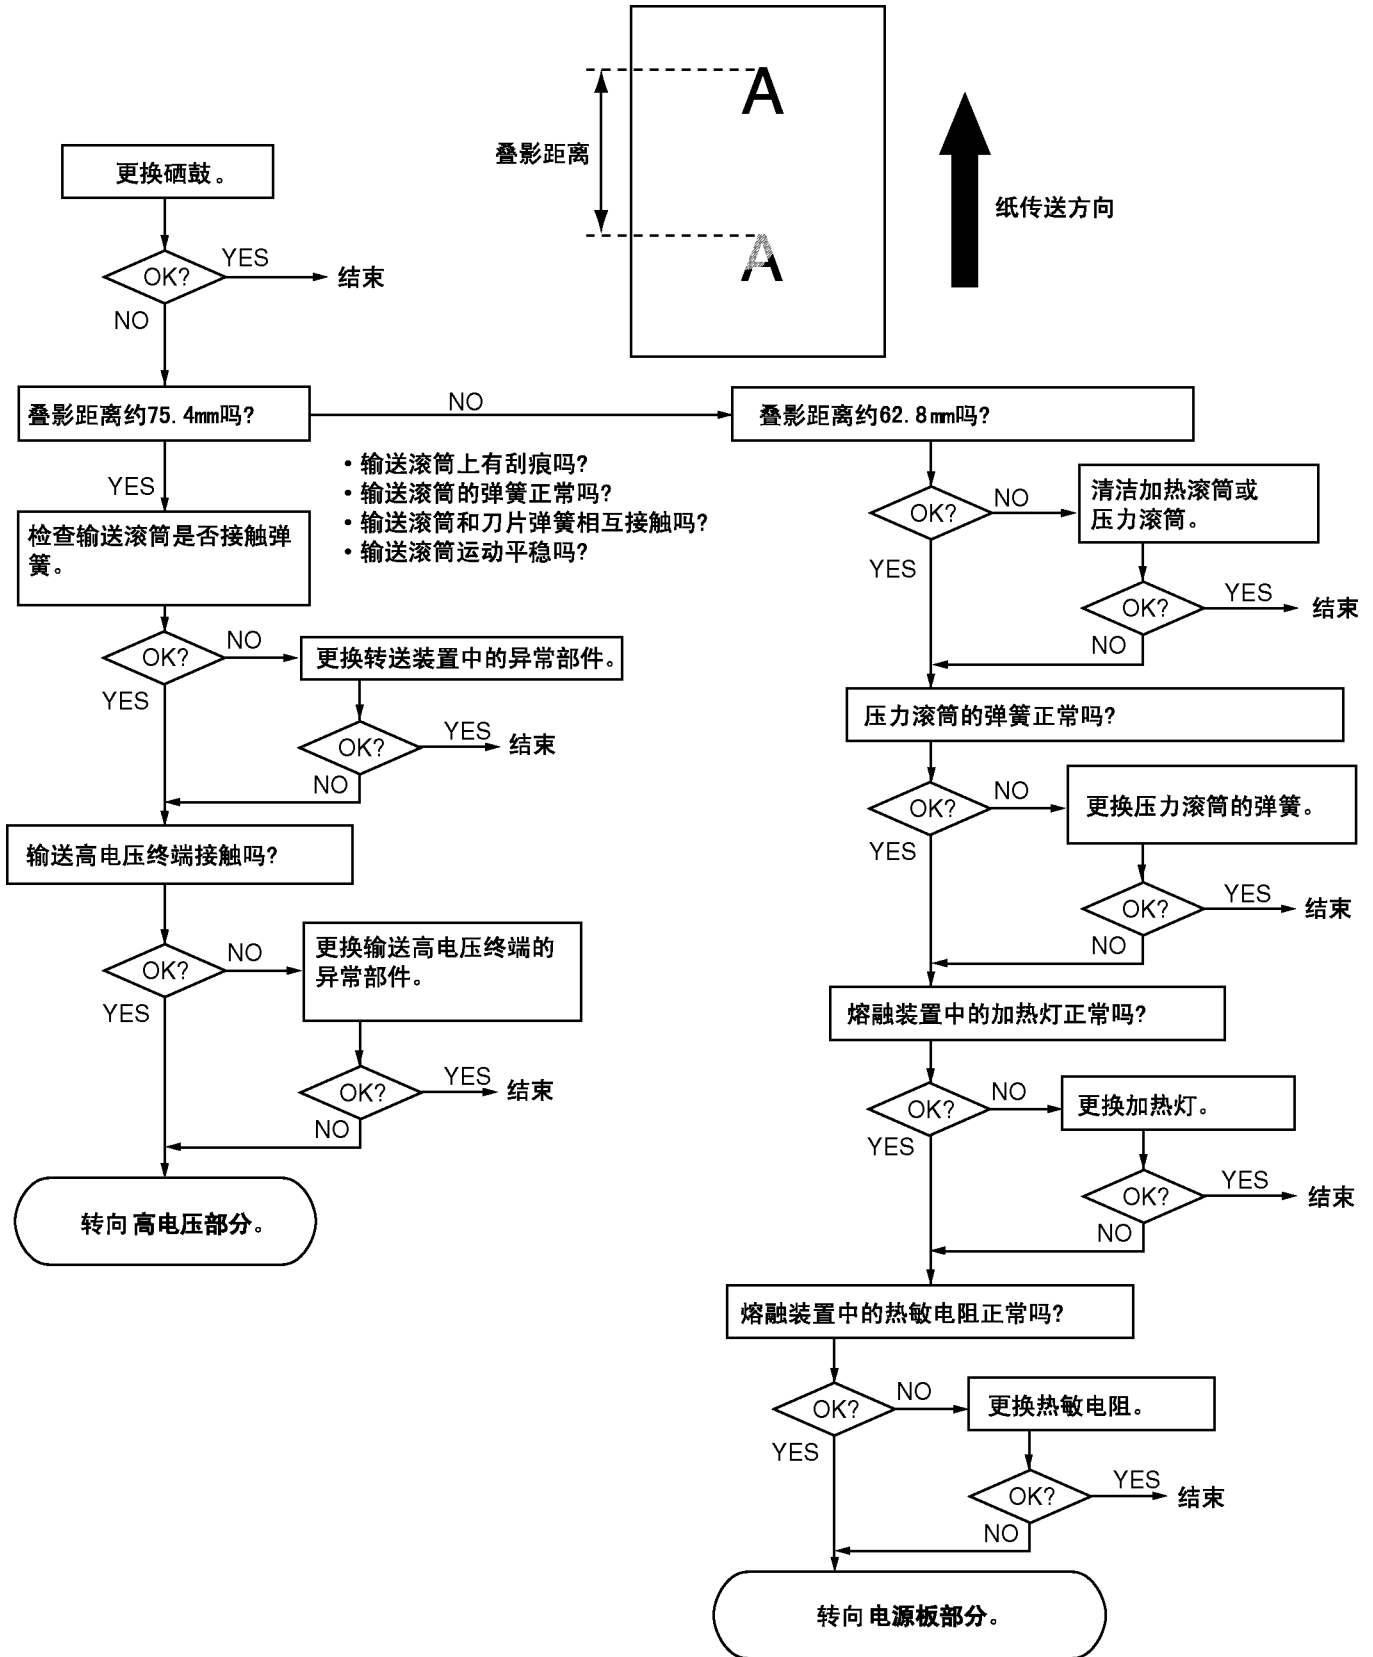 A
叠影距离
纸传送方向
A
更换硒鼓。
OK?
YES
结束
NO
叠影距离约75.4mm吗?
NO
叠影距离约62.8mm吗?
YES
• 输送滚筒上有刮痕吗?
• 输送滚筒的弹簧正常吗?
• 输送滚筒和刀片弹簧相互接触吗?
• 输送滚筒运动平稳吗?
检查输送滚筒是否接触弹
簧。
OK?
NO
更换转送装置中的异常部件。
YES
OK?
YES
结束
NO
输送高电压终端接触吗?
OK?
NO
更换输送高电压终端的
异常部件。
YES
OK?
YES
结束
NO
转向高电压部分。
OK?
NO
清洁加热滚筒或
压力滚筒。
YES
OK?
YES
结束
NO
压力滚筒的弹簧正常吗?
OK?
NO
更换压力滚筒的弹簧。
YES
OK?
YES
结束
NO
熔融装置中的加热灯正常吗?
OK?
NO
更换加热灯。
YES
OK?
YES
结束
NO
熔融装置中的热敏电阻正常吗?
OK?
NO
更换热敏电阻。
YES
OK?
YES
结束
NO
转向电源板部分。